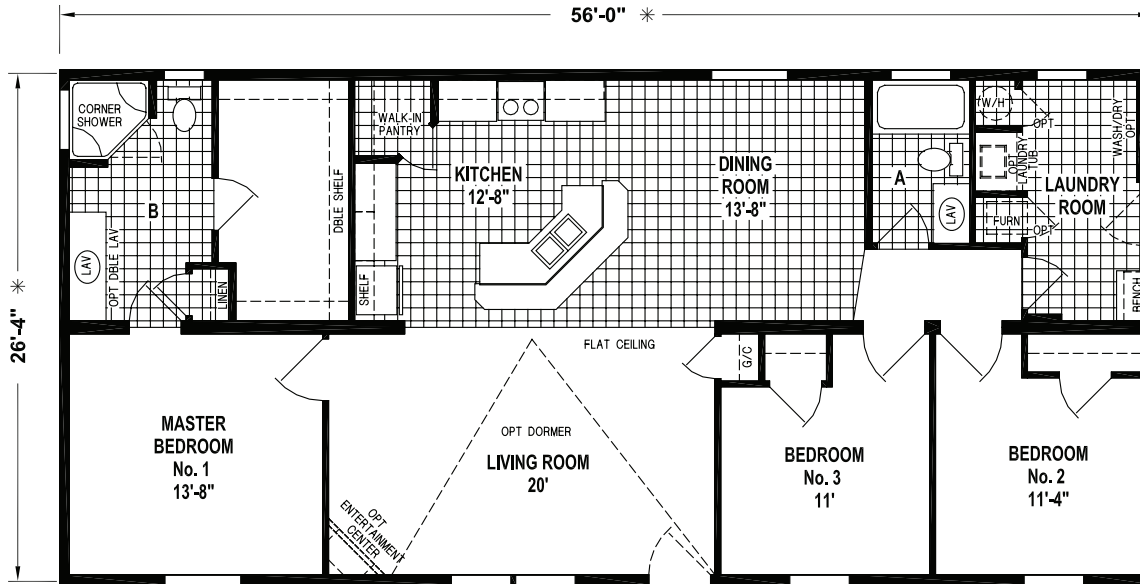 56'-0" *
26'-4" *
CORNER
SHOWER
B
LAV
OPT DBLE LAV
LINEN
DBLE SHELF
WALK-IN
PANTRY
SHELF
KITCHEN
12'-8"
DINING
ROOM
13'-8"
A
LAV
W/H
OPT
WASH/DRY
OPT
OPT
LAUNDRY
TUB
LAUNDRY
ROOM
FURN
OPT
BENCH
MASTER
BEDROOM
No. 1
13'-8"
FLAT CEILING
OPT DORMER
LIVING ROOM
20'
OPT
ENTERTAINMENT
CENTER
G/C
BEDROOM
No. 3
11'
BEDROOM
No. 2
11'-4"